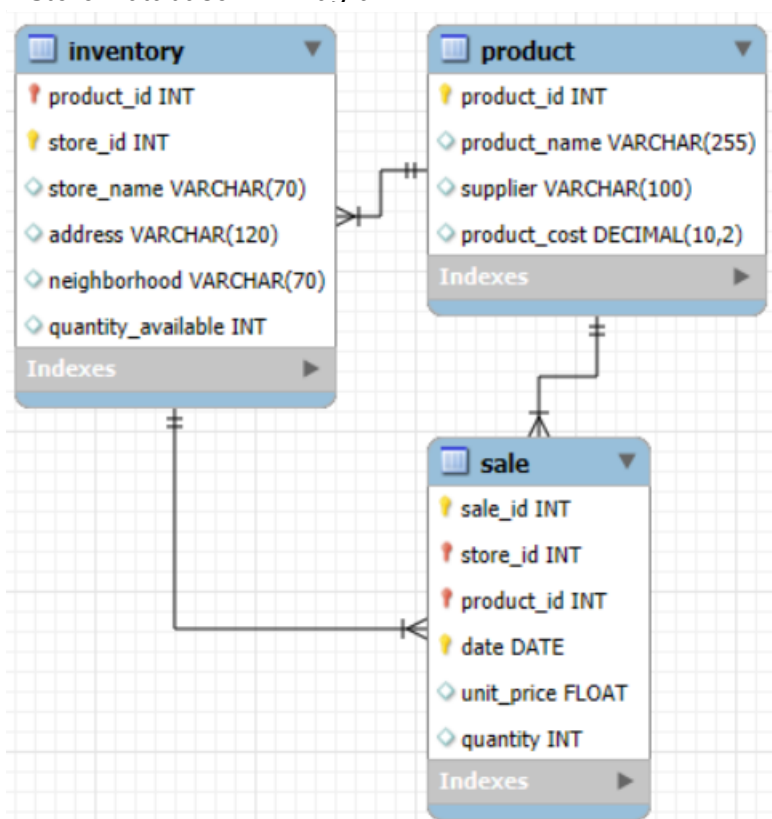 inventory
product_id INT
store_id INT
store_name VARCHAR(70)
address VARCHAR(120)
neighborhood VARCHAR(70)
quantity_available INT
Indexes
product
product_id INT
product_name VARCHAR(255)
supplier VARCHAR(100)
product_cost DECIMAL(10,2)
Indexes
sale
sale_id INT
store_id INT
product_id INT
date DATE
unit_price FLOAT
quantity INT
Indexes